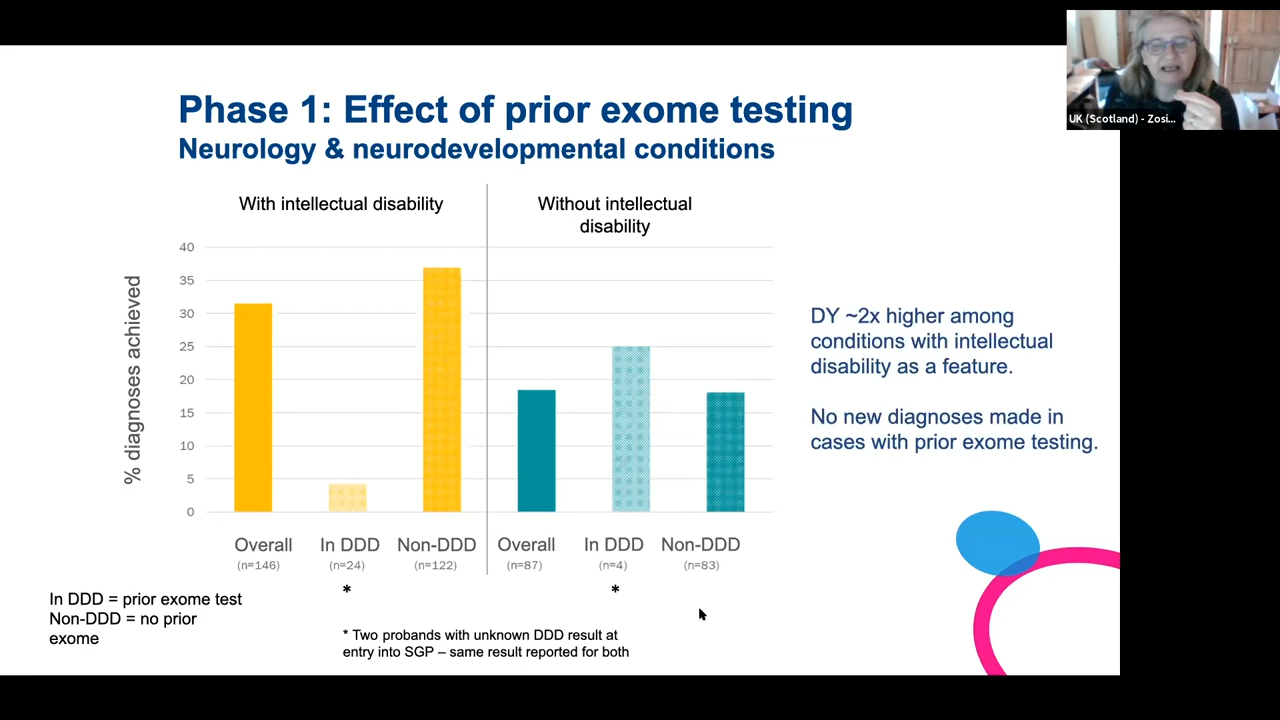 UK (Scotland) - Zosi...
Phase 1: Effect of prior exome testing
Neurology & neurodevelopmental conditions
With intellectual disability
Without intellectual
disability
% diagnoses achieved
40
35
30
25
20
15
10
5
0
Overall
(n=146)
In DDD
(n=24)
Non-DDD
(n=122)
Overall
(n=87)
In DDD
(n=4)
Non-DDD
(n=83)
*
*
DY ~2x higher among
conditions with intellectual
disability as a feature.
No new diagnoses made in
cases with prior exome testing.
In DDD = prior exome test
Non-DDD = no prior
exome
* Two probands with unknown DDD result at
entry into SGP – same result reported for both